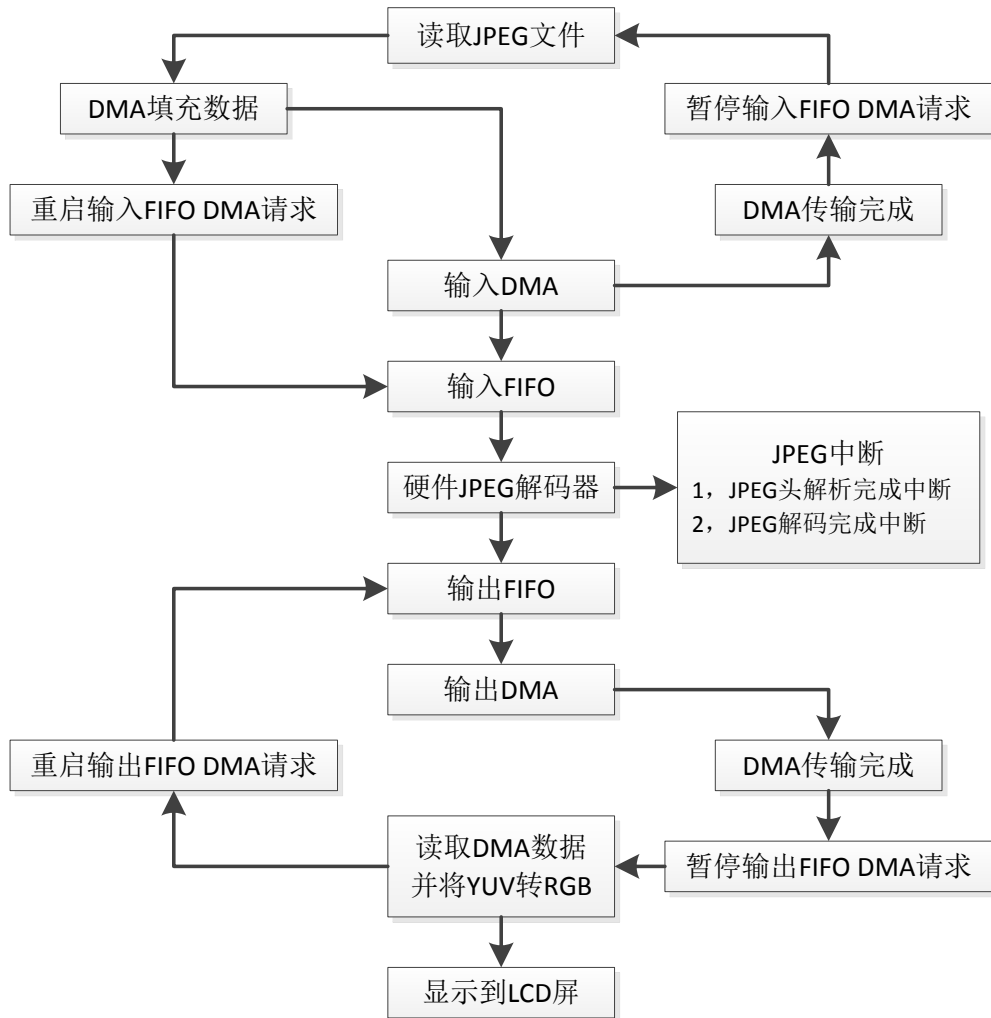 读取JPEG文件
DMA填充数据
暂停输入FIFO DMA请求
重启输入FIFO DMA请求
DMA传输完成
输入DMA
输入FIFO
硬件JPEG解码器
JPEG中断
1，JPEG头解析完成中断
2，JPEG解码完成中断
输出FIFO
输出DMA
重启输出FIFO DMA请求
DMA传输完成
读取DMA数据
并将YUV转RGB
暂停输出FIFO DMA请求
显示到LCD屏